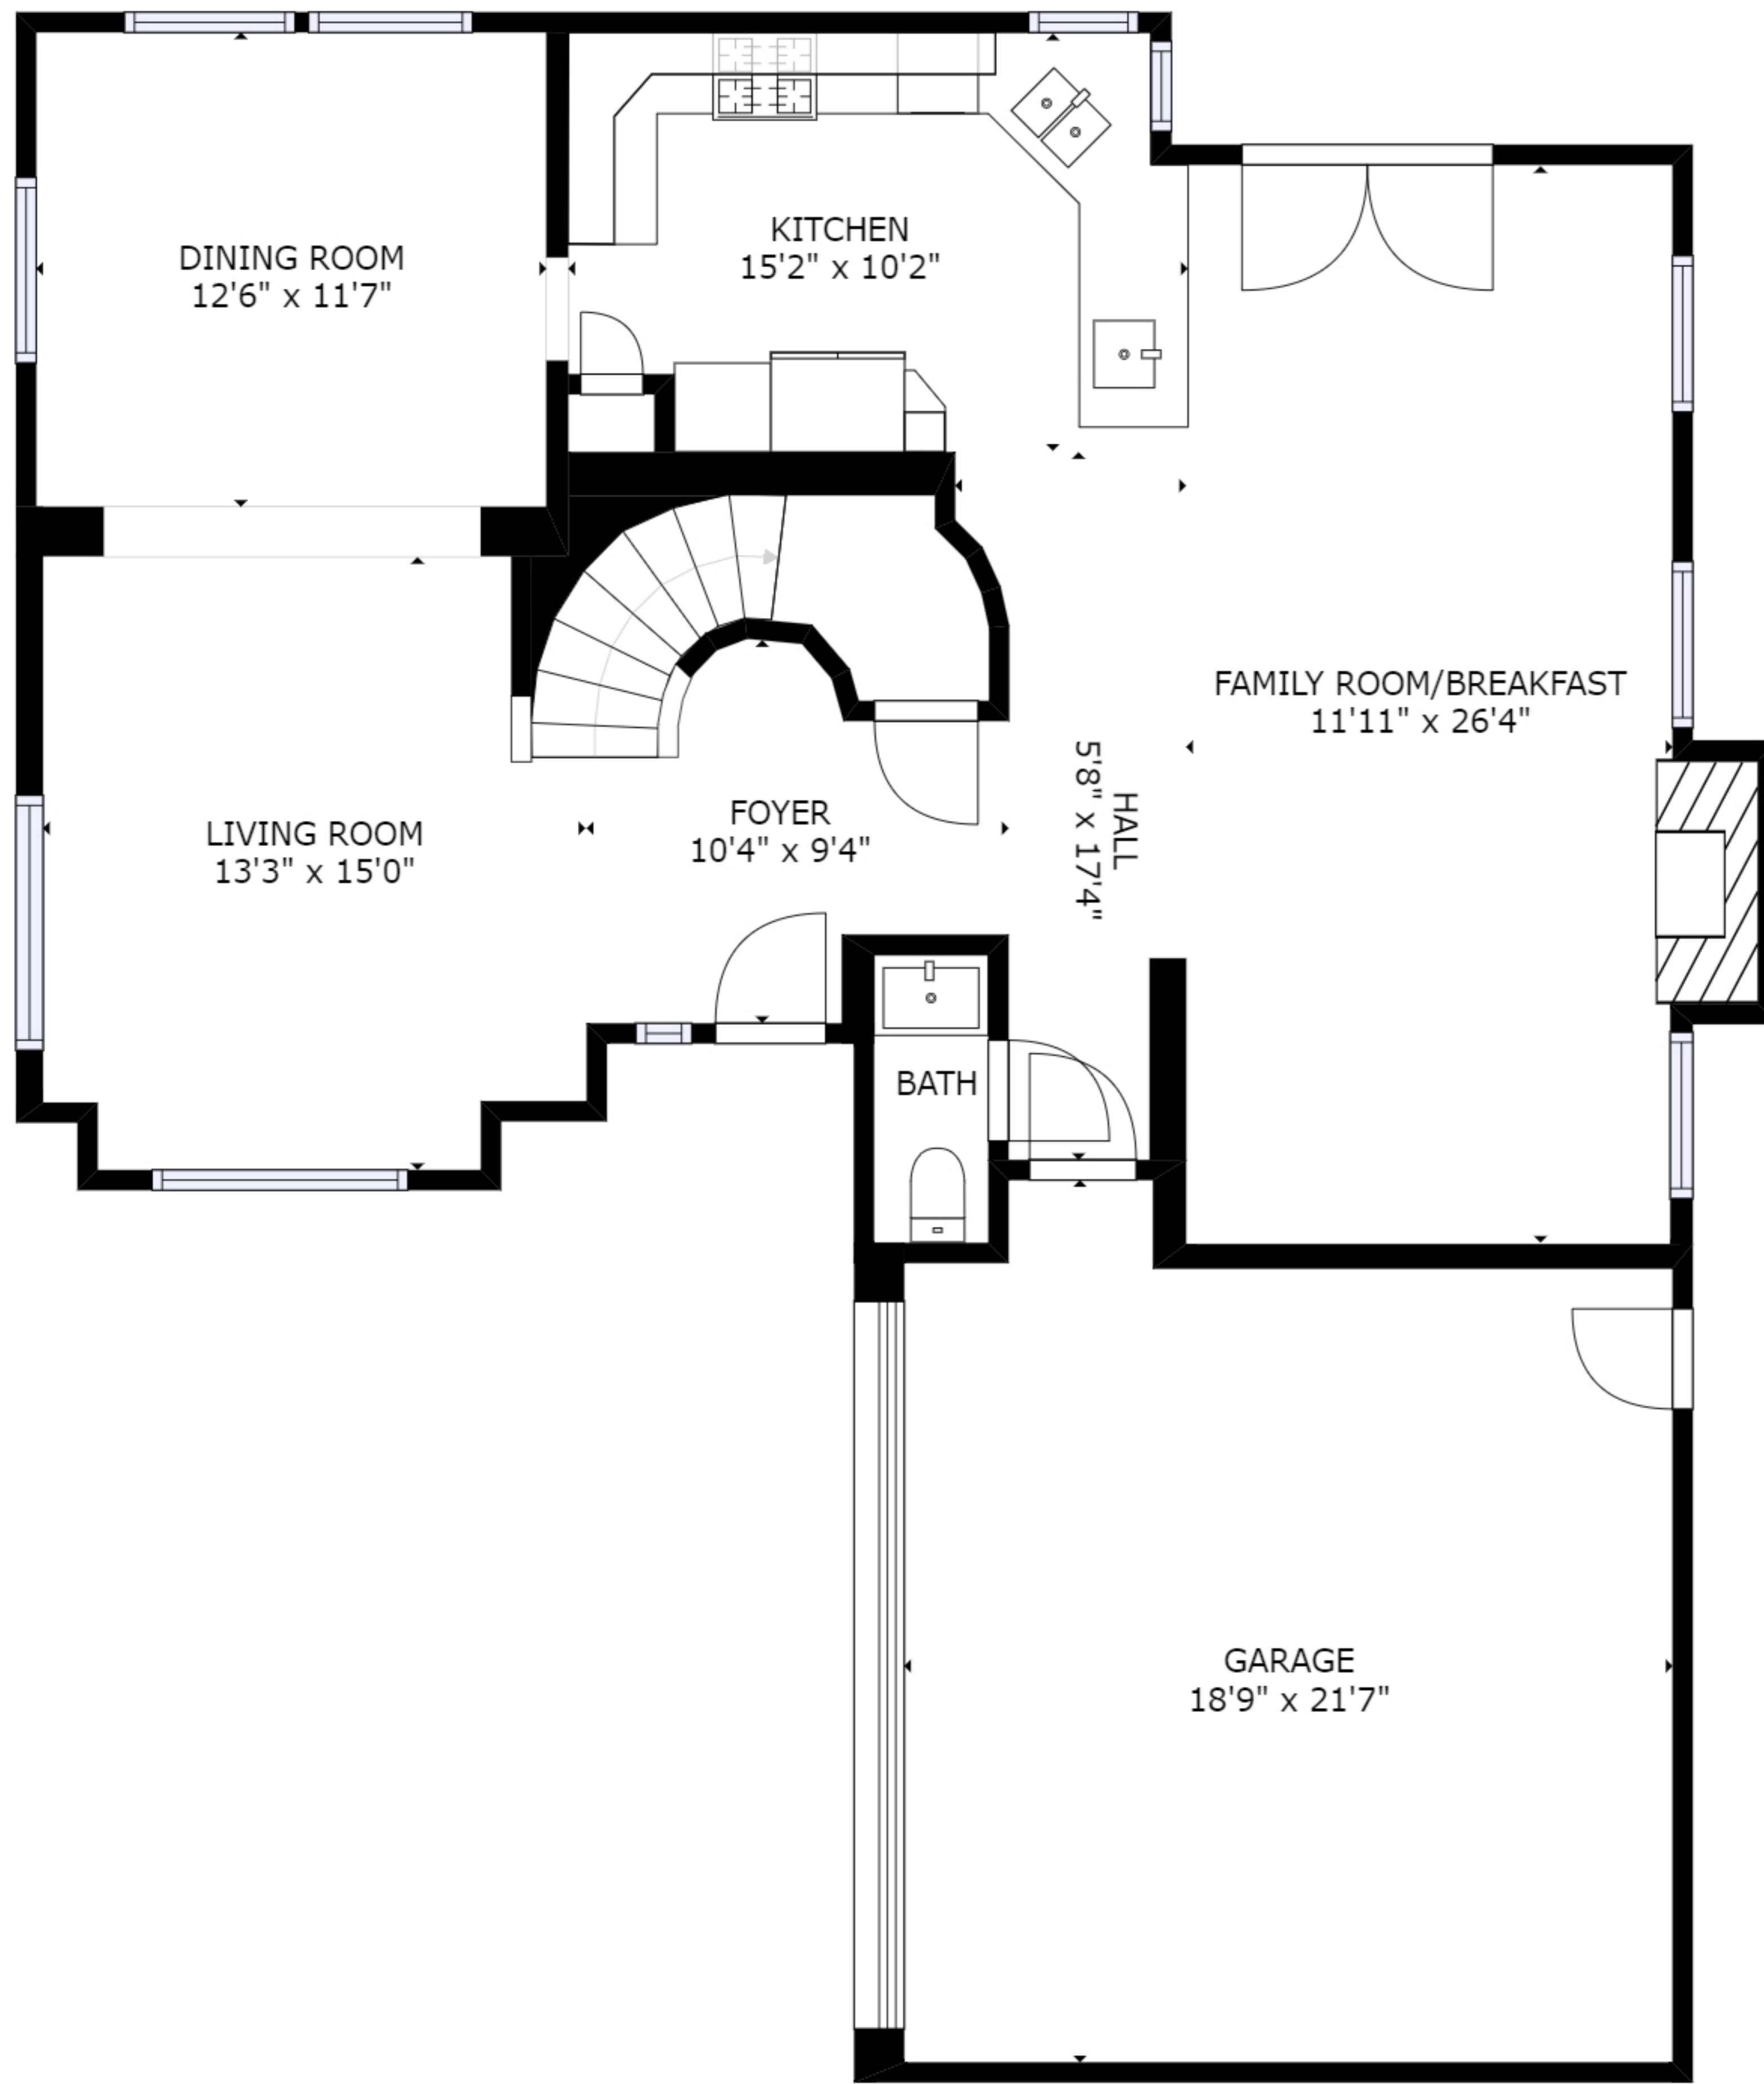 DINING ROOM
12'6" x 11'7"
KITCHEN
15'2" x 10'2"
FAMILY ROOM/BREAKFAST
11'11" x 26'4"
LIVING ROOM
13'3" x 15'0"
FOYER
10'4" x 9'4"
HALL
5'8" x 17'4"
BATH
GARAGE
18'9" x 21'7"